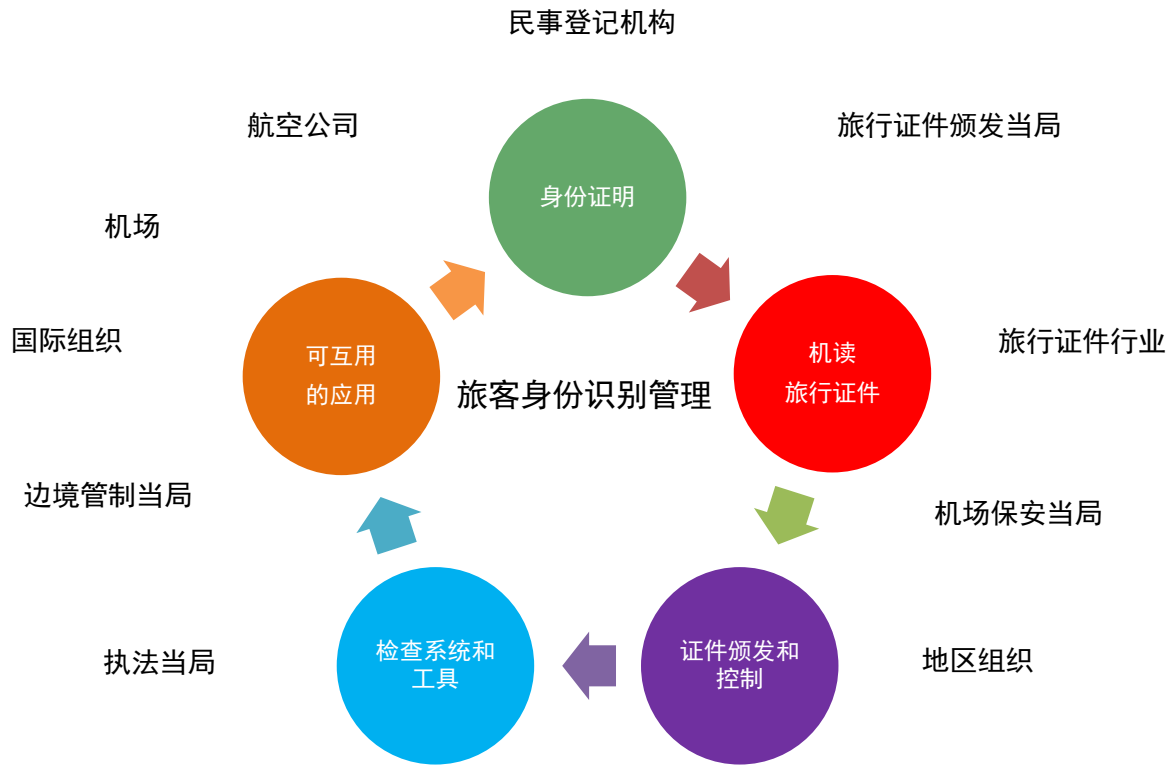 民事登记机构
航空公司
旅行证件颁发当局
身份证明
机场
国际组织
可互用
的应用
旅客身份识别管理
机读
旅行证件
旅行证件行业
边境管制当局
机场保安当局
执法当局
检查系统和
工具
证件颁发和
控制
地区组织